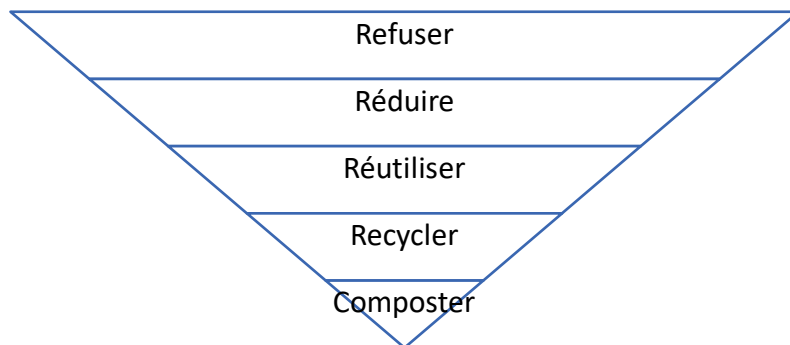 Refuser
Réduire
Réutiliser
Recycler
Composter